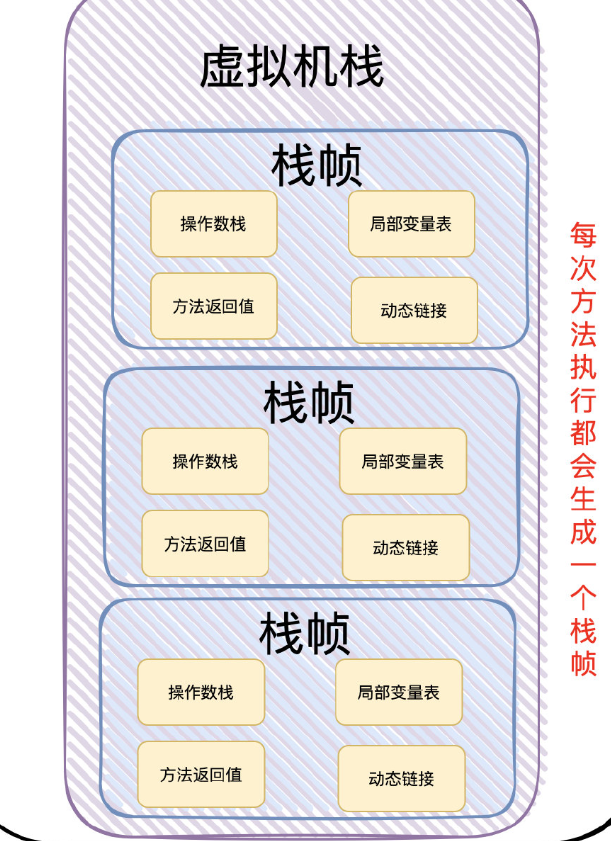 虚拟机栈
栈帧
操作数栈
局部变量表
方法返回值
动态链接
栈帧
操作数栈
局部变量表
方法返回值
动态链接
栈帧
操作数栈
局部变量表
方法返回值
动态链接
每次方法执行都会生成一个栈帧